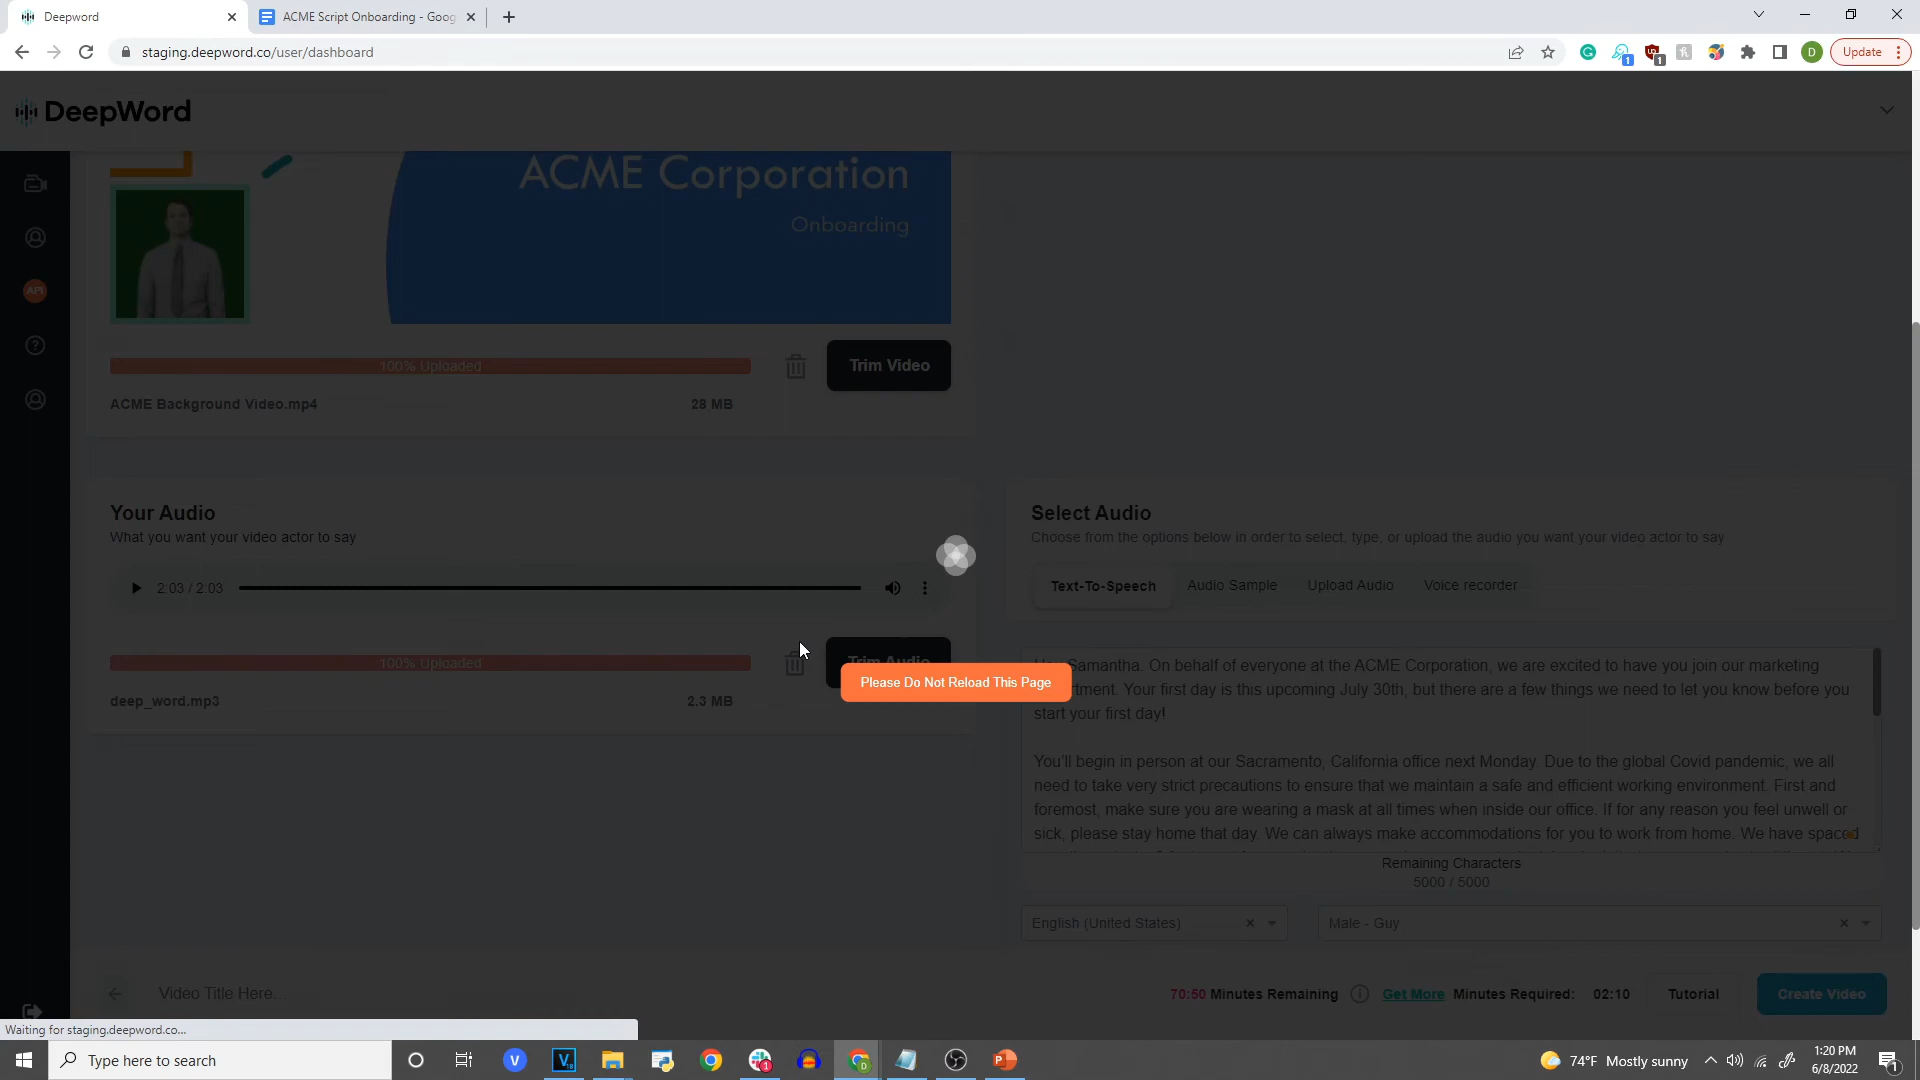 Deepword
ACME Script Onboarding - Goog
staging.deepword.co/user/dashboard
1
1
D
Update
DeepWord
ACME Corporation
Onboarding
API
100% Uploaded
Trim Video
ACME Background Video.mp4
28 MB
Your Audio
What you want your video actor to say
2:03 / 2:03
100% Uploaded
Trim Audio
deep_word.mp3
2.3 MB
Select Audio
Choose from the options below in order to select, type, or upload the audio you want your video actor to say
Text-To-Speech
Audio Sample
Upload Audio
Voice recorder
Please Do Not Reload This Page
Samantha. On behalf of everyone at the ACME Corporation, we are excited to have you join our marketing
tment. Your first day is this upcoming July 30th, but there are a few things we need to let you know before you
start your first day!
You'll begin in person at our Sacramento, California office next Monday. Due to the global Covid pandemic, we all
need to take very strict precautions to ensure that we maintain a safe and efficient working environment. First and
foremost, make sure you are wearing a mask at all times when inside our office. If for any reason you feel unwell or
sick, please stay home that day. We can always make accommodations for you to work from home. We have spaced
Remaining Characters
5000 / 5000
English (United States)
Male - Guy
Video Title Here...
70:50 Minutes Remaining
Get More
Minutes Required: 02:10
Tutorial
Create Video
Waiting for staging.deepword.co...
Type here to search
1
74°F Mostly sunny
1:20 PM
6/8/2022
1